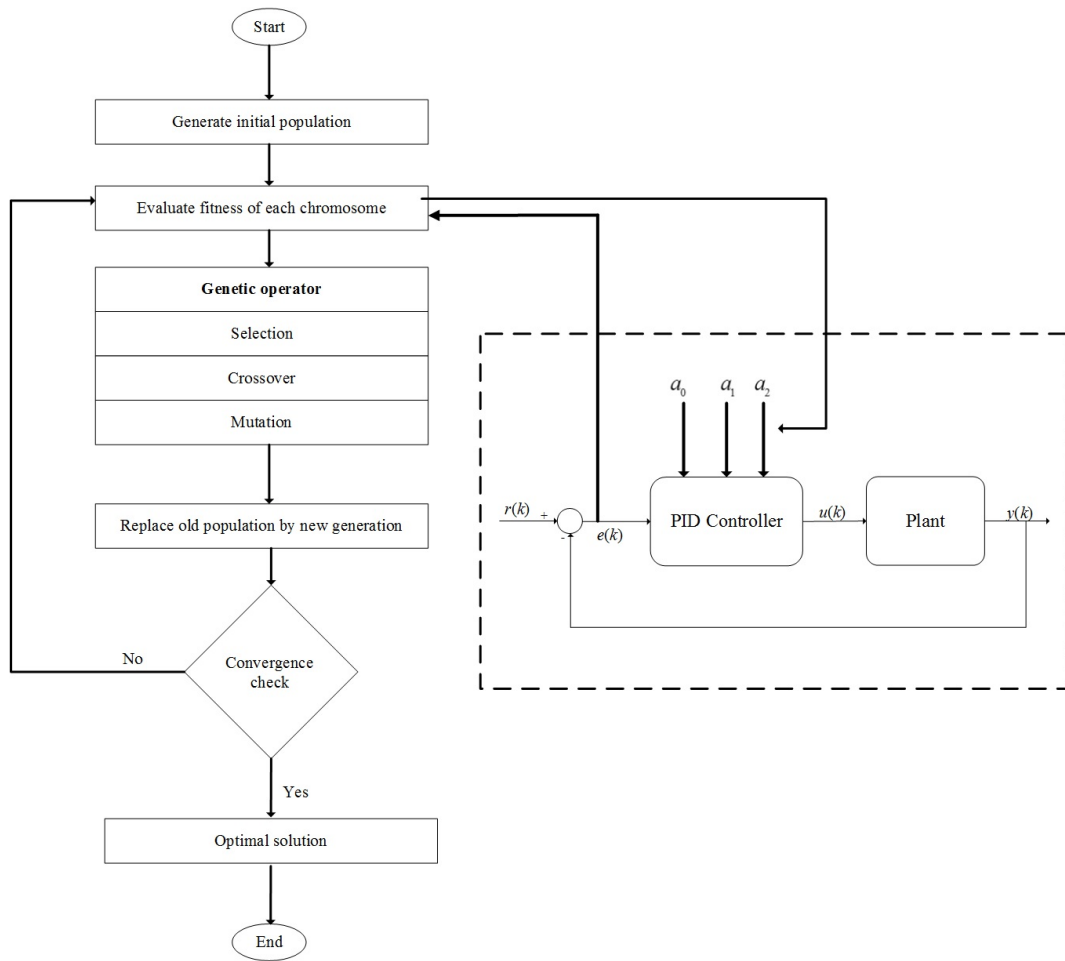 Start
Generate initial population
Evaluate fitness of each chromosome
Genetic operator
Selection
Crossover
Mutation
Replace old population by new generation
Convergence
check
No
Yes
Optimal solution
End
a₀ a₁ a₂
r(k) + - e(k) PID Controller u(k) Plant y(k)